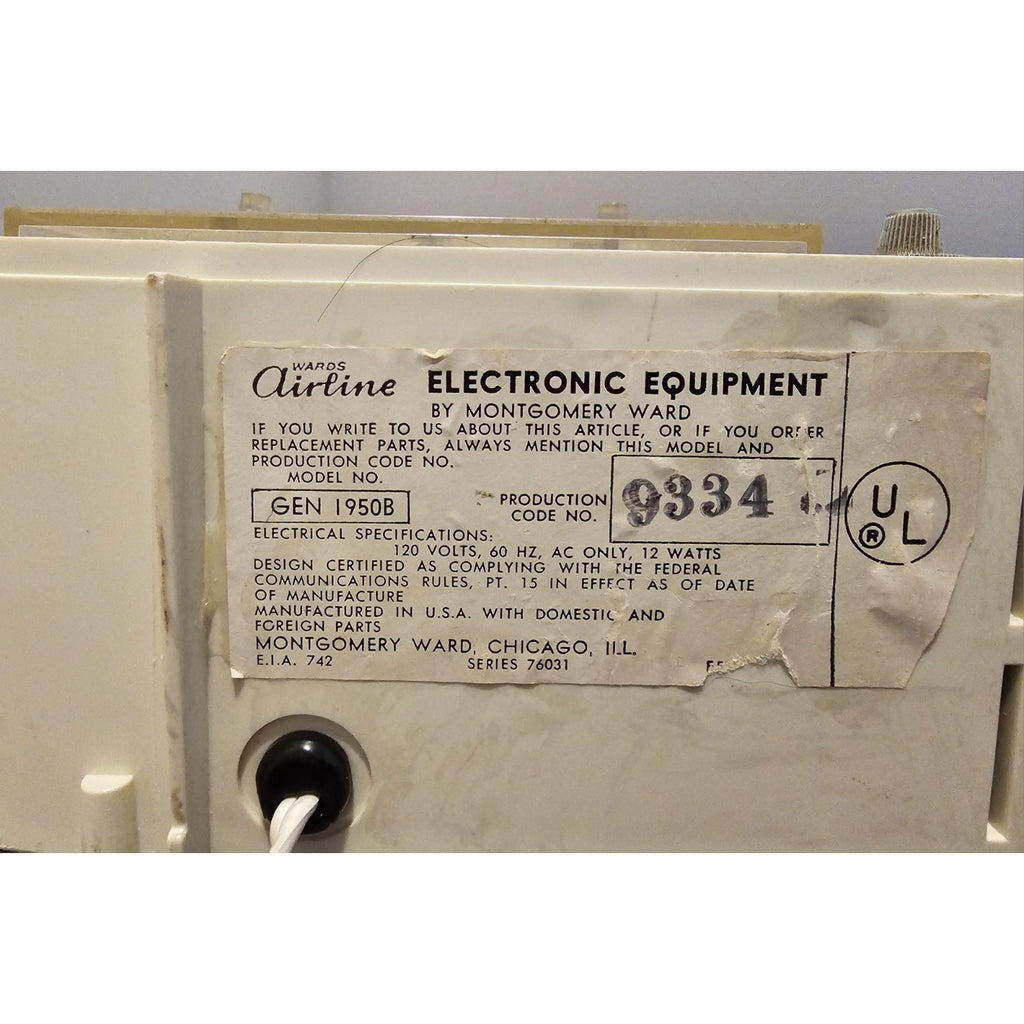 WARDS
Airline ELECTRONIC EQUIPMENT
BY MONTGOMERY WARD
IF YOU WRITE TO US ABOUT THIS ARTICLE, OR IF YOU ORDER
REPLACEMENT PARTS, ALWAYS MENTION THIS MODEL AND
PRODUCTION CODE NO.
MODEL NO.
GEN 1950B
PRODUCTION
CODE NO.
9334
ELECTRICAL SPECIFICATIONS:
120 VOLTS, 60 HZ, AC ONLY, 12 WATTS
DESIGN CERTIFIED AS COMPLYING WITH THE FEDERAL
COMMUNICATIONS RULES, PT. 15 IN EFFECT AS OF DATE
OF MANUFACTURE
MANUFACTURED IN U.S.A. WITH DOMESTIC AND
FOREIGN PARTS
MONTGOMERY WARD, CHICAGO, ILL.
E.I.A. 742 SERIES 76031
UL
®